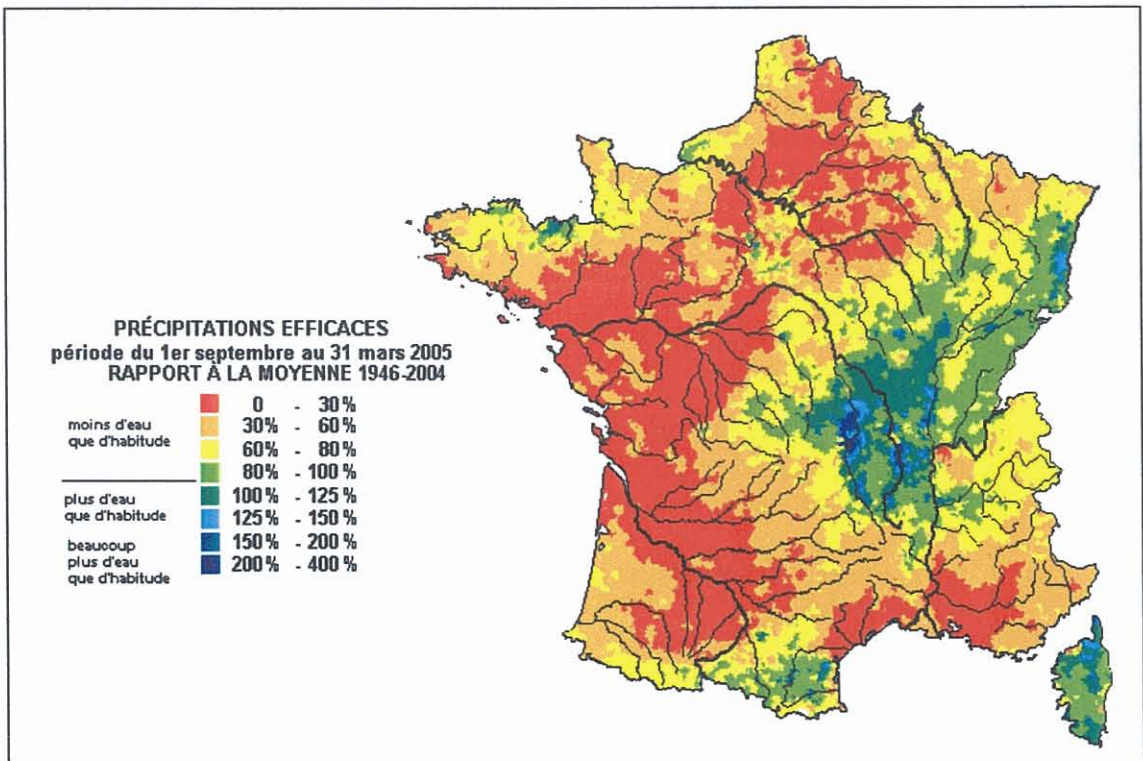 PRÉCIPITATIONS EFFICACES
période du 1er septembre au 31 mars 2005
RAPPORT À LA MOYENNE 1946-2004
moins d'eau
que d'habitude
0 - 30%
30% - 60%
60% - 80%
80% - 100%
plus d'eau
que d'habitude
100% - 125%
125% - 150%
beaucoup
plus d'eau
que d'habitude
150% - 200%
200% - 400%